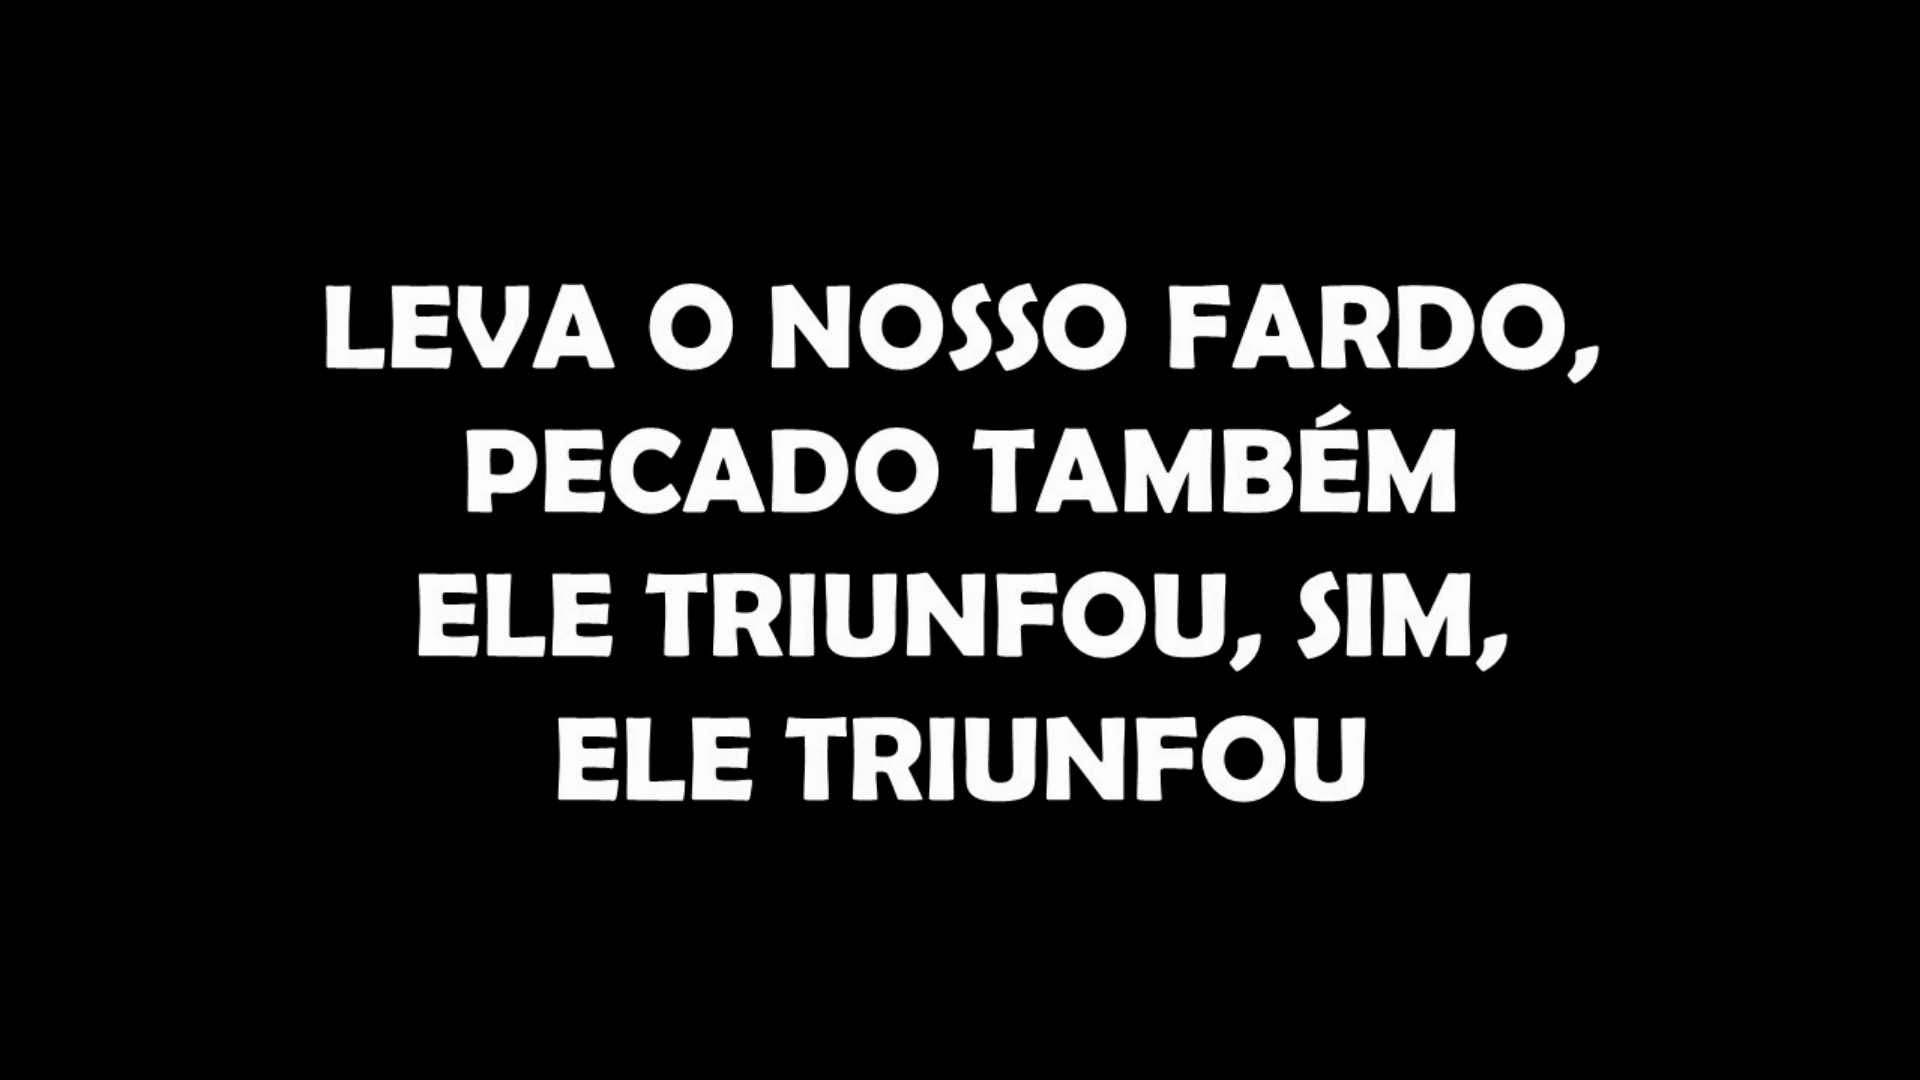 LEVA O NOSSO FARDO,
PECADO TAMBÉM
ELE TRIUNFOU, SIM,
ELE TRIUNFOU